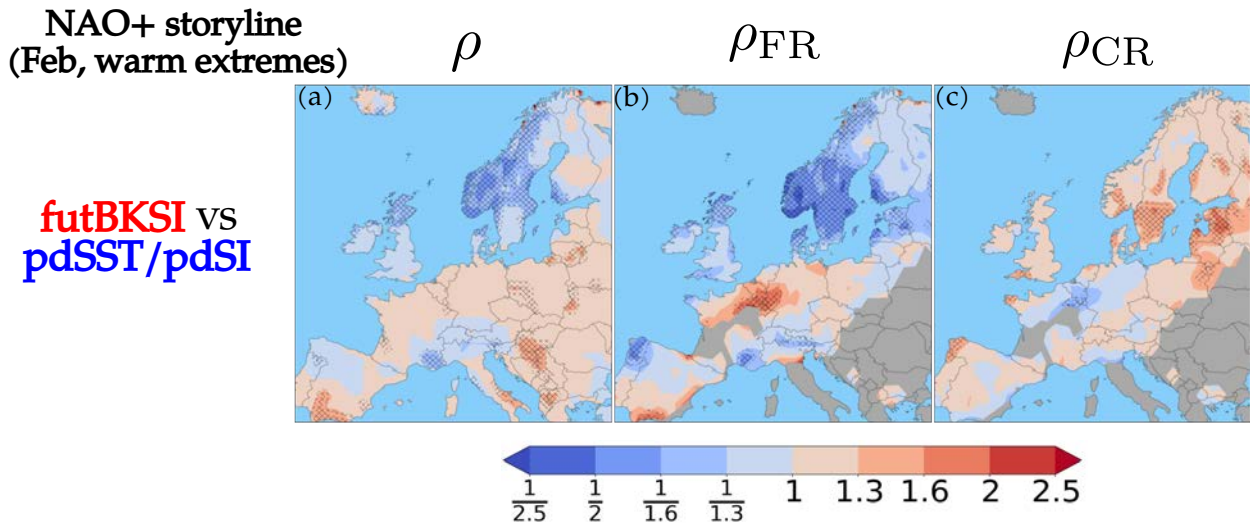 NAO+ storyline
(Feb, warm extremes)
ρ
ρFR
ρCR
(a)
(b)
(c)
futBKSI vs
pdSST/pdSI
1/2.5 1/2 1/1.6 1/1.3 1 1.3 1.6 2 2.5